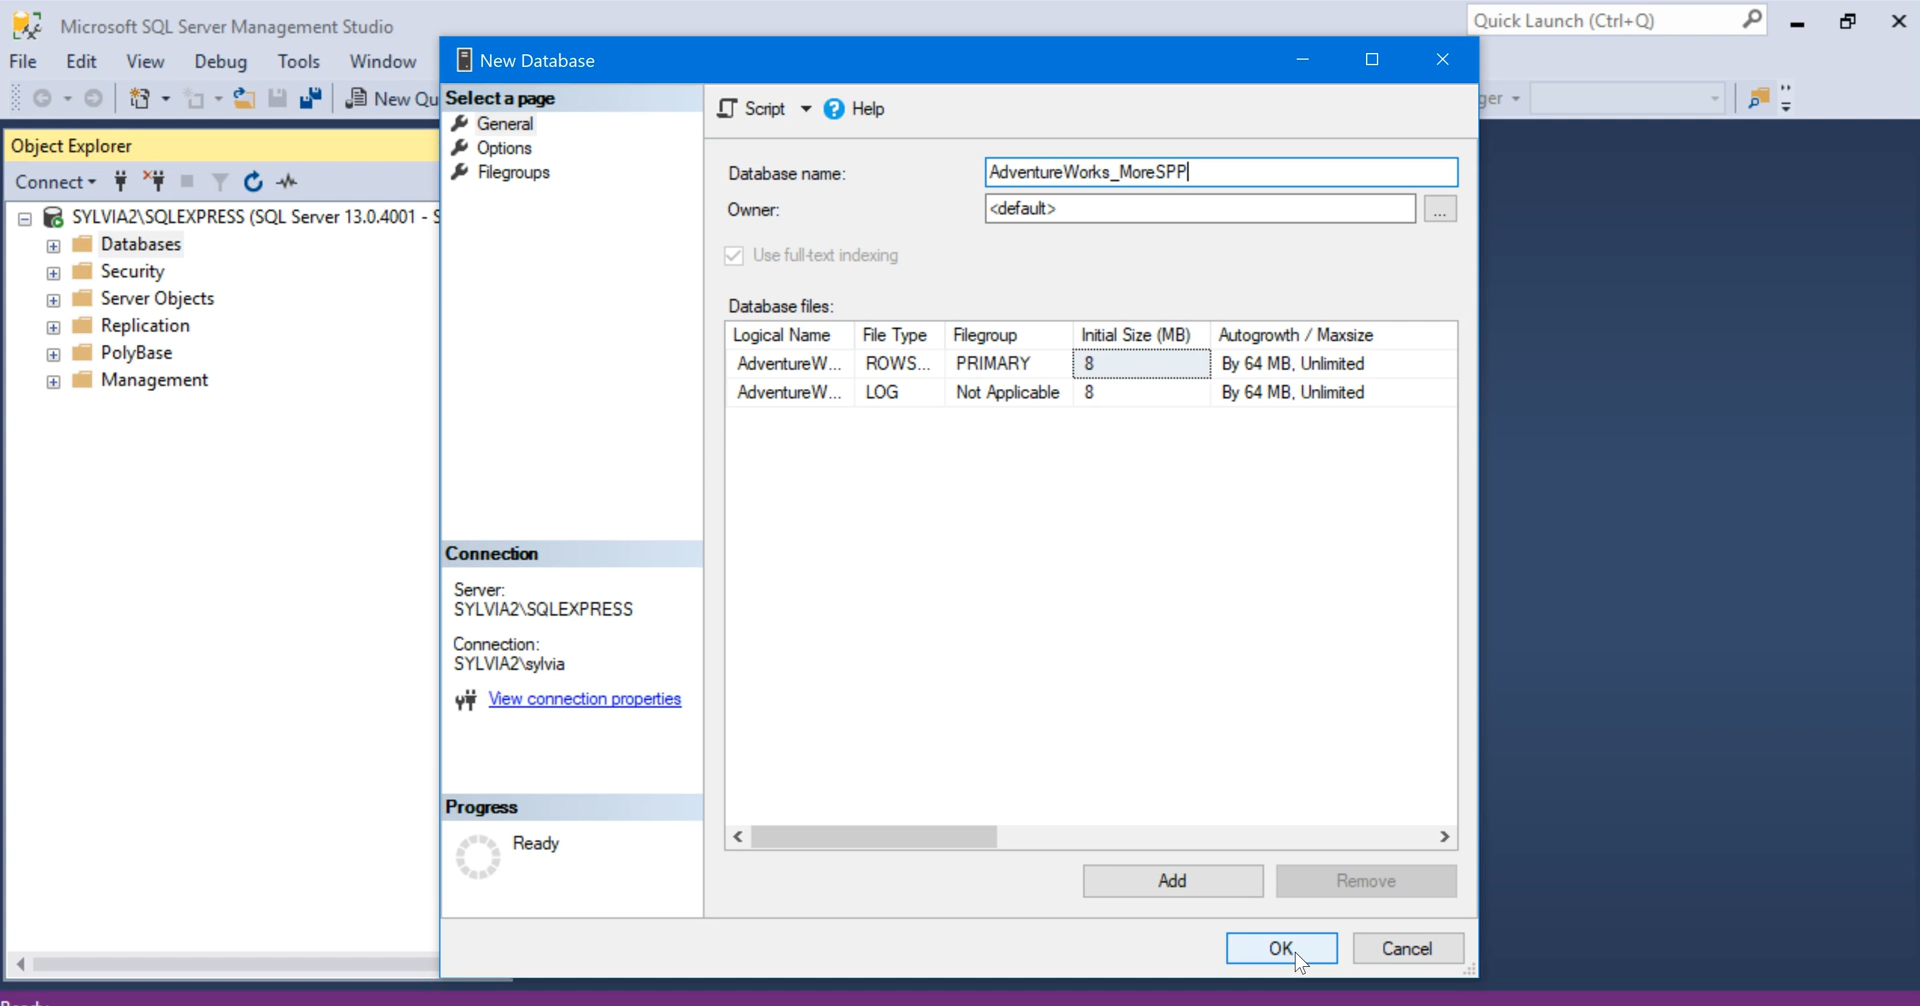 Microsoft SQL Server Management Studio
Quick Launch (Ctrl+Q)
File Edit View Debug Tools Window
New Qu
Object Explorer
Connect
SYLVIA2\SQLEXPRESS (SQL Server 13.0.4001 - S
Databases
Security
Server Objects
Replication
PolyBase
Management
New Database
Select a page
General
Options
Filegroups
Connection
Server:
SYLVIA2\SQLEXPRESS
Connection:
SYLVIA2\sylvia
View connection properties
Progress
Ready
Script Help
Database name: AdventureWorks_MoreSPP
Owner: <default> ...
Use full-text indexing
Database files:
Logical Name File Type Filegroup Initial Size (MB) Autogrowth / Maxsize
AdventureW... ROWS... PRIMARY 8 By 64 MB, Unlimited
AdventureW... LOG Not Applicable 8 By 64 MB, Unlimited
Add Remove
OK Cancel
ger